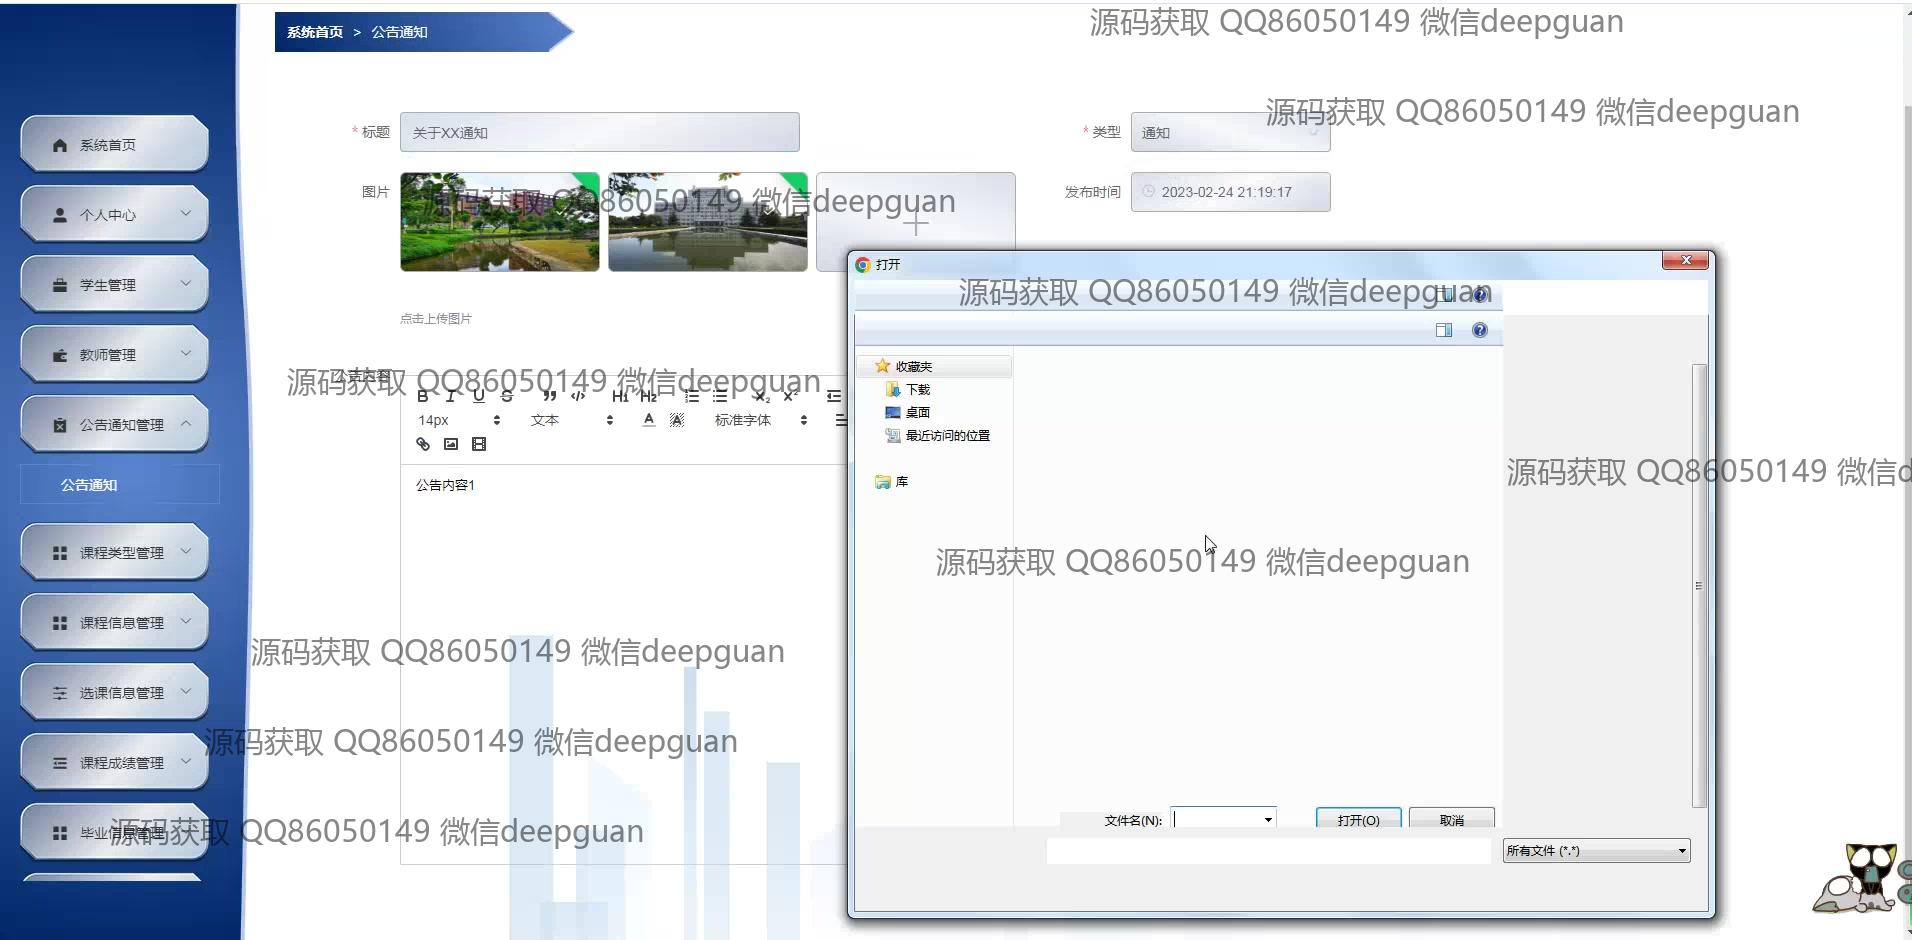 系统首页 > 公告通知
源码获取 QQ86050149 微信deepguan
源码获取 QQ86050149 微信deepguan
* 标题
关于XX通知
* 类型
通知
图片
源码获取 QQ86050149 微信deepguan
发布时间
2023-02-24 21:19:17
点击上传图片
公告内容
源码获取 QQ86050149 微信deepguan
B I U S ” </> H1 H2 X₂ X²
14px 文本 A 标准字体
公告内容1
系统首页
个人中心
学生管理
教师管理
公告通知管理
公告通知
课程类型管理
课程信息管理
选课信息管理
课程成绩管理
毕业信息管理
打开
源码获取 QQ86050149 微信deepguan
收藏夹
下载
桌面
最近访问的位置
库
源码获取 QQ86050149 微信d
源码获取 QQ86050149 微信deepguan
源码获取 QQ86050149 微信deepguan
源码获取 QQ86050149 微信deepguan
源码获取 QQ86050149 微信deepguan
文件名(N):
打开(O)
取消
所有文件 (*.*)